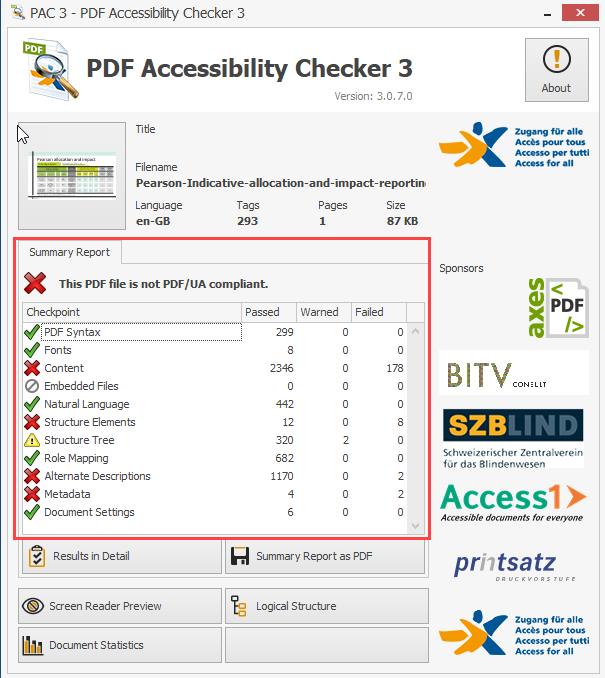 PAC 3 - PDF Accessibility Checker 3
PDF
PDF Accessibility Checker 3
Version: 3.0.7.0
About
Title
Pearson allocation and impact
Filename
Pearson-Indicative-allocation-and-impact-reporting
Language Tags Pages Size
en-GB 293 1 87 KB
Zugang für alle
Accès pour tous
Accesso per tutti
Access for all
Summary Report
This PDF file is not PDF/UA compliant.
Checkpoint Passed Warned Failed
PDF Syntax 299 0 0
Fonts 8 0 0
Content 2346 0 178
Embedded Files 0 0 0
Natural Language 442 0 0
Structure Elements 12 0 8
Structure Tree 320 2 0
Role Mapping 682 0 0
Alternate Descriptions 1170 0 2
Metadata 4 0 2
Document Settings 6 0 0
Results in Detail
Summary Report as PDF
Screen Reader Preview
Logical Structure
Document Statistics
Sponsors
axes
< PDF />
BITV CONSULT
SZBLIND
Schweizerischer Zentralverein
für das Blindenwesen
Access1
Accessible documents for everyone
printsatz
DRUCKVORSTUFE
Zugang für alle
Accès pour tous
Accesso per tutti
Access for all